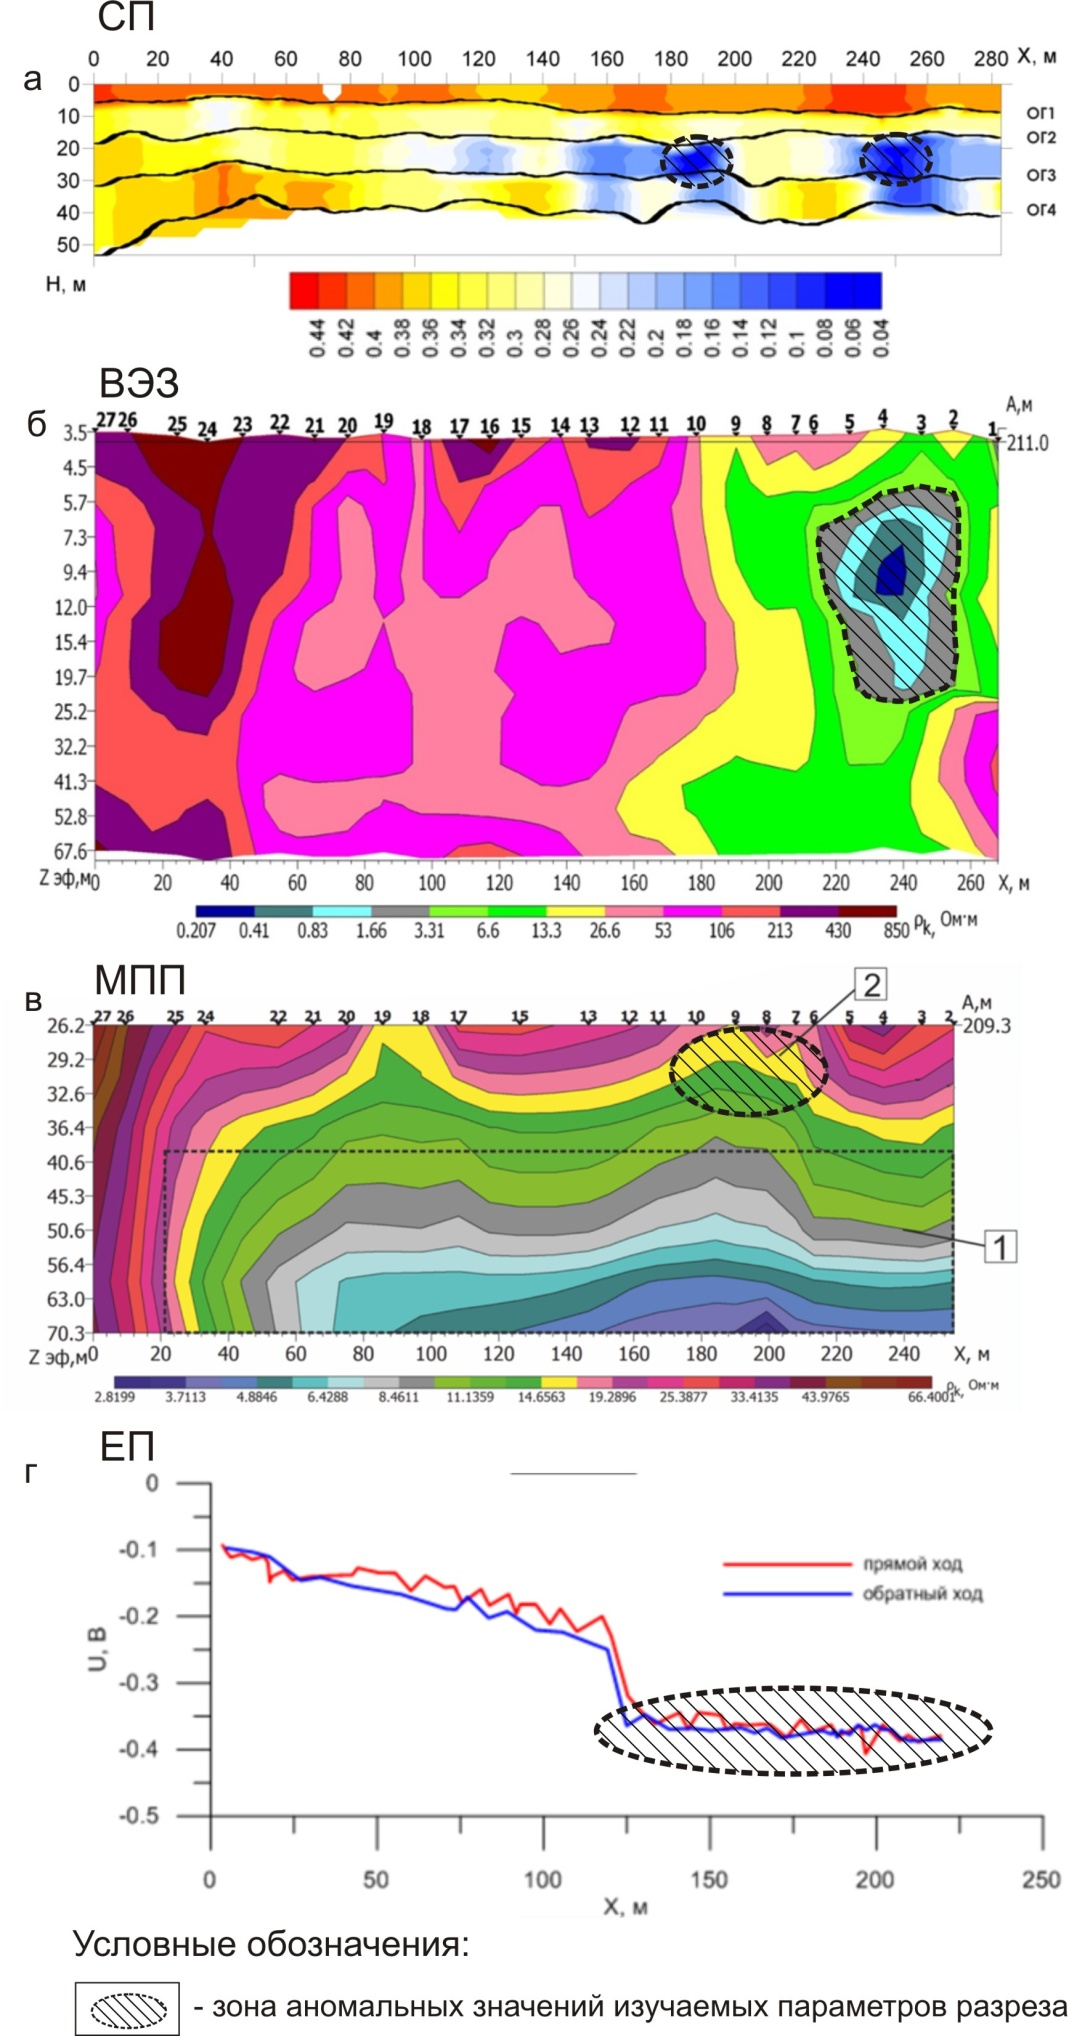 СП
а
0 20 40 60 80 100 120 140 160 180 190 200 220 240 260 280 X, м
0
10
20
30
40
50
ОГ1
ОГ2
ОГ3
ОГ4
Н, м
0.44 0.42 0.4 0.38 0.36 0.34 0.32 0.3 0.28 0.26 0.24 0.22 0.2 0.18 0.16 0.14 0.12 0.1 0.08 0.06 0.04
ВЭЗ
б
27 26 25 24 23 22 21 20 19 18 17 16 15 14 13 12 11 10 9 8 7 6 5 4 3 2 1
А,м
211.0
3.5
4.5
5.7
7.3
9.4
12.0
15.4
19.7
25.2
32.2
41.3
52.8
67.6
Z эф,м
0 20 40 60 80 100 120 140 160 180 200 220 240 260 X, м
0.207 0.41 0.83 1.66 3.31 6.6 13.3 26.6 53 106 213 430 850 ρk, Ом·м
МПП
в
2
27 26 25 24 22 21 20 19 18 17 15 13 12 11 10 9 8 7 6 5 4 3 2
А,м
209.3
26.2
29.2
32.6
36.4
40.6
45.3
50.6
56.4
63.0
70.3
1
Z эф,м
0 20 40 60 80 100 120 140 160 180 200 220 240 X, м
2.8199 3.7113 4.8846 6.4288 8.4611 11.1359 14.6563 19.2896 25.3877 33.4135 43.9765 66.4001 ρk, Ом·м
ЕП
г
0
-0.1
-0.2
-0.3
-0.4
-0.5
U, В
прямой ход
обратный ход
0 50 100 150 200 250
X, м
Условные обозначения:
- зона аномальных значений изучаемых параметров разреза